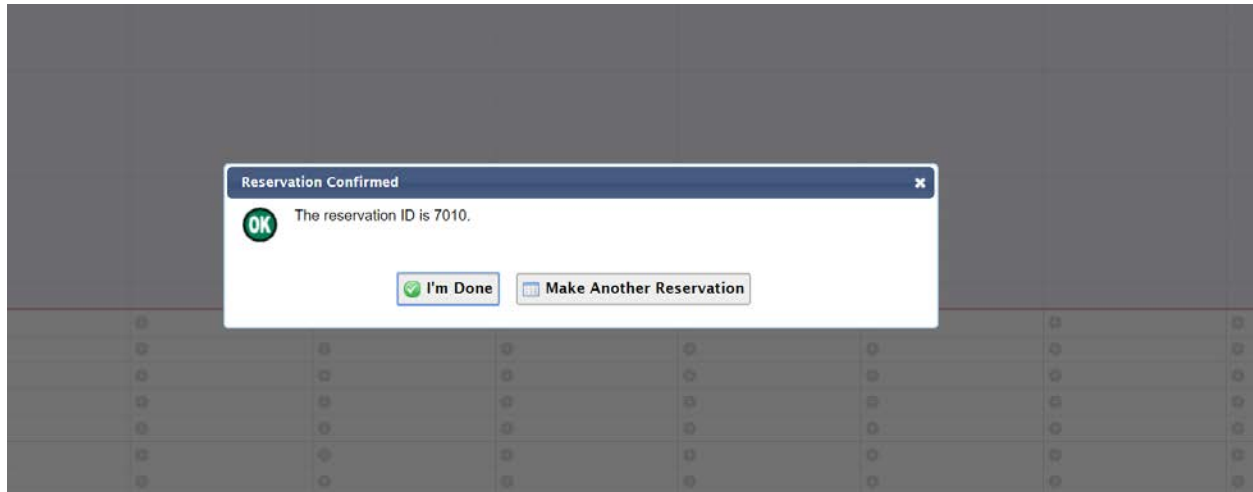 Reservation Confirmed
OK
The reservation ID is 7010.
I'm Done
Make Another Reservation